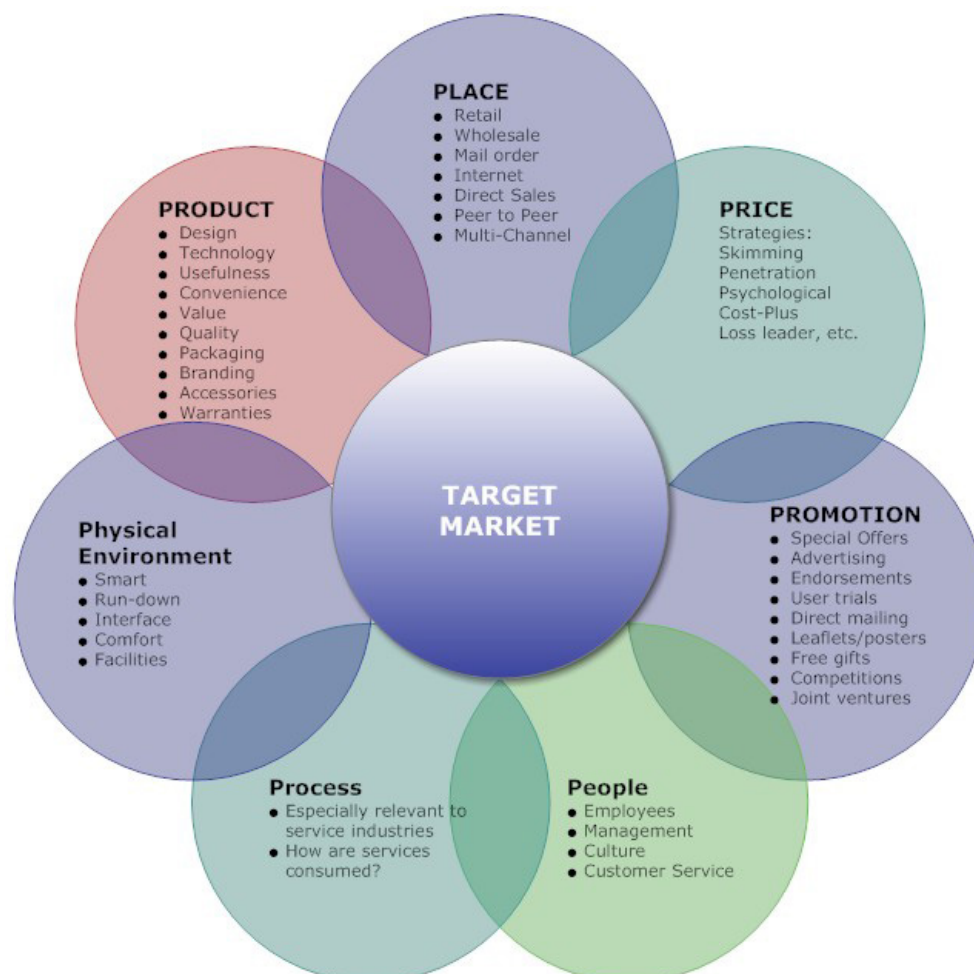 PLACE
● Retail
● Wholesale
● Mail order
● Internet
● Direct Sales
● Peer to Peer
● Multi-Channel
PRODUCT
● Design
● Technology
● Usefulness
● Convenience
● Value
● Quality
● Packaging
● Branding
● Accessories
● Warranties
PRICE
Strategies:
Skimming
Penetration
Psychological
Cost-Plus
Loss leader, etc.
TARGET
MARKET
Physical
Environment
● Smart
● Run-down
● Interface
● Comfort
● Facilities
PROMOTION
● Special Offers
● Advertising
● Endorsements
● User trials
● Direct mailing
● Leaflets/posters
● Free gifts
● Competitions
● Joint ventures
Process
● Especially relevant to
service industries
● How are services
consumed?
People
● Employees
● Management
● Culture
● Customer Service